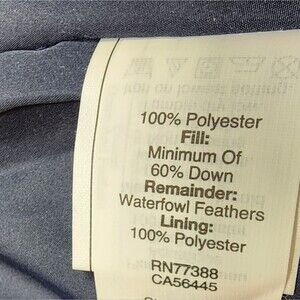 100% Polyester
Fill:
Minimum Of
60% Down
Remainder:
Waterfowl Feathers
Lining:
100% Polyester
RN77388
CA56445